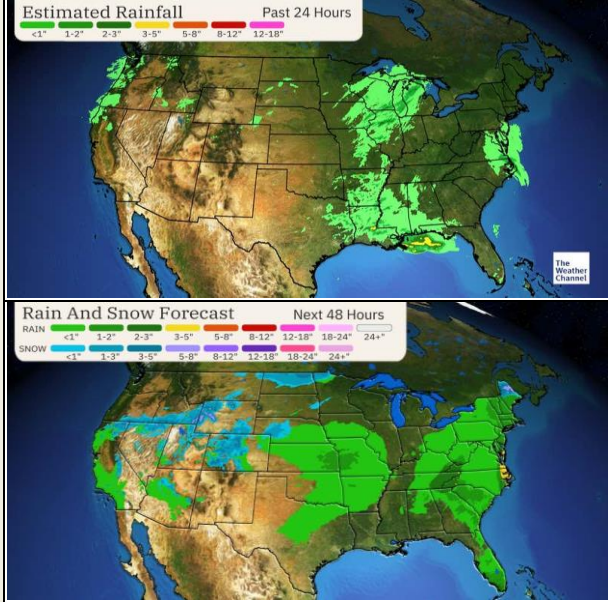 Estimated Rainfall Past 24 Hours
<1" 1-2" 2-3" 3-5" 5-8" 8-12" 12-18"
The
Weather
Channel
Rain And Snow Forecast Next 48 Hours
RAIN
<1" 1-2" 2-3" 3-5" 5-8" 8-12" 12-18" 18-24" 24+"
SNOW
<1" 1-3" 3-5" 5-8" 8-12" 12-18" 18-24" 24+"